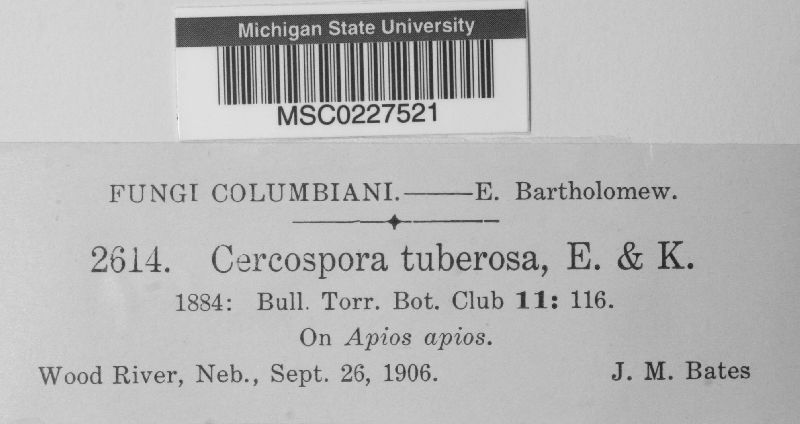 Michigan State University
MSC0227521
FUNGI COLUMBIANI.——E. Bartholomew.
2614. Cercospora tuberosa, E. & K.
1884: Bull. Torr. Bot. Club 11: 116.
On Apios apios.
Wood River, Neb., Sept. 26, 1906. J. M. Bates